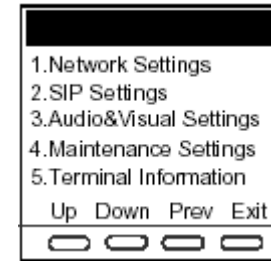 1.Network Settings
2.SIP Settings
3.Audio&Visual Settings
4.Maintenance Settings
5.Terminal Information
Up Down Prev Exit